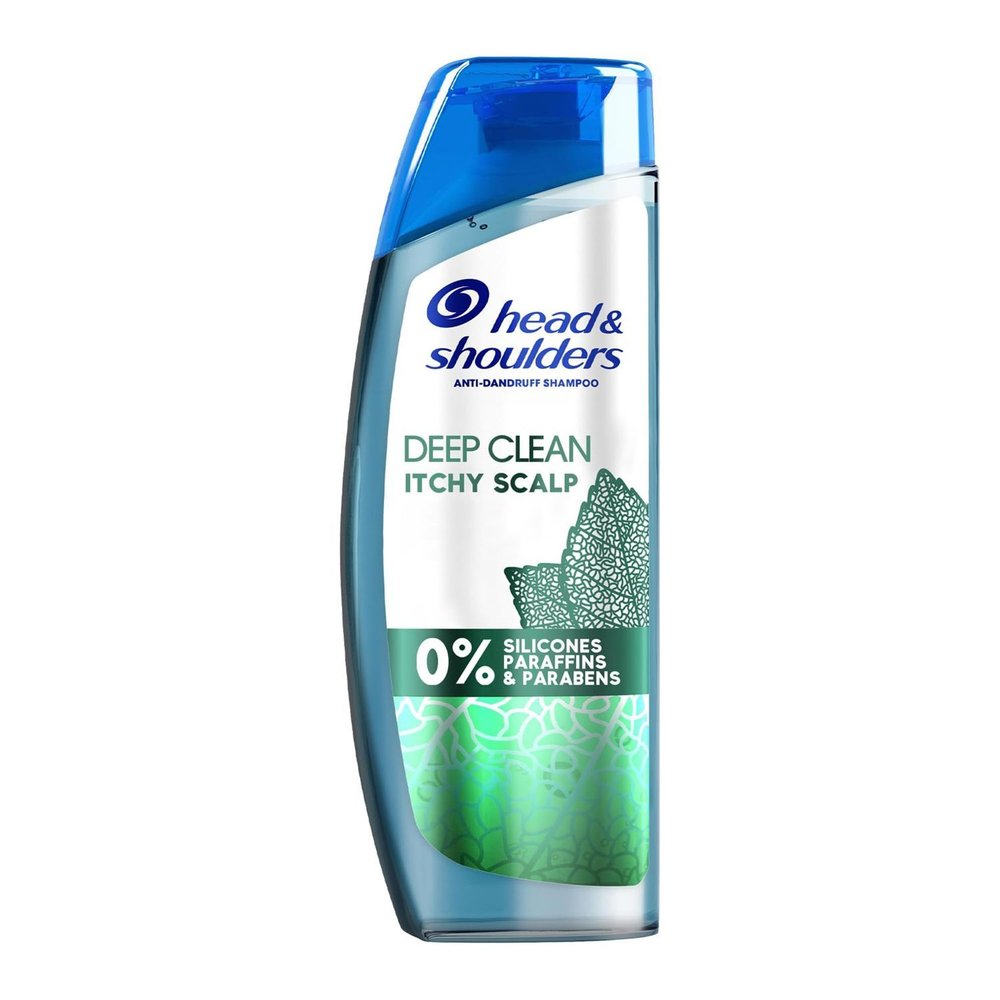 head &
shoulders
ANTI-DANDRUFF SHAMPOO
DEEP CLEAN
ITCHY SCALP
0% SILICONES
PARAFFINS
& PARABENS